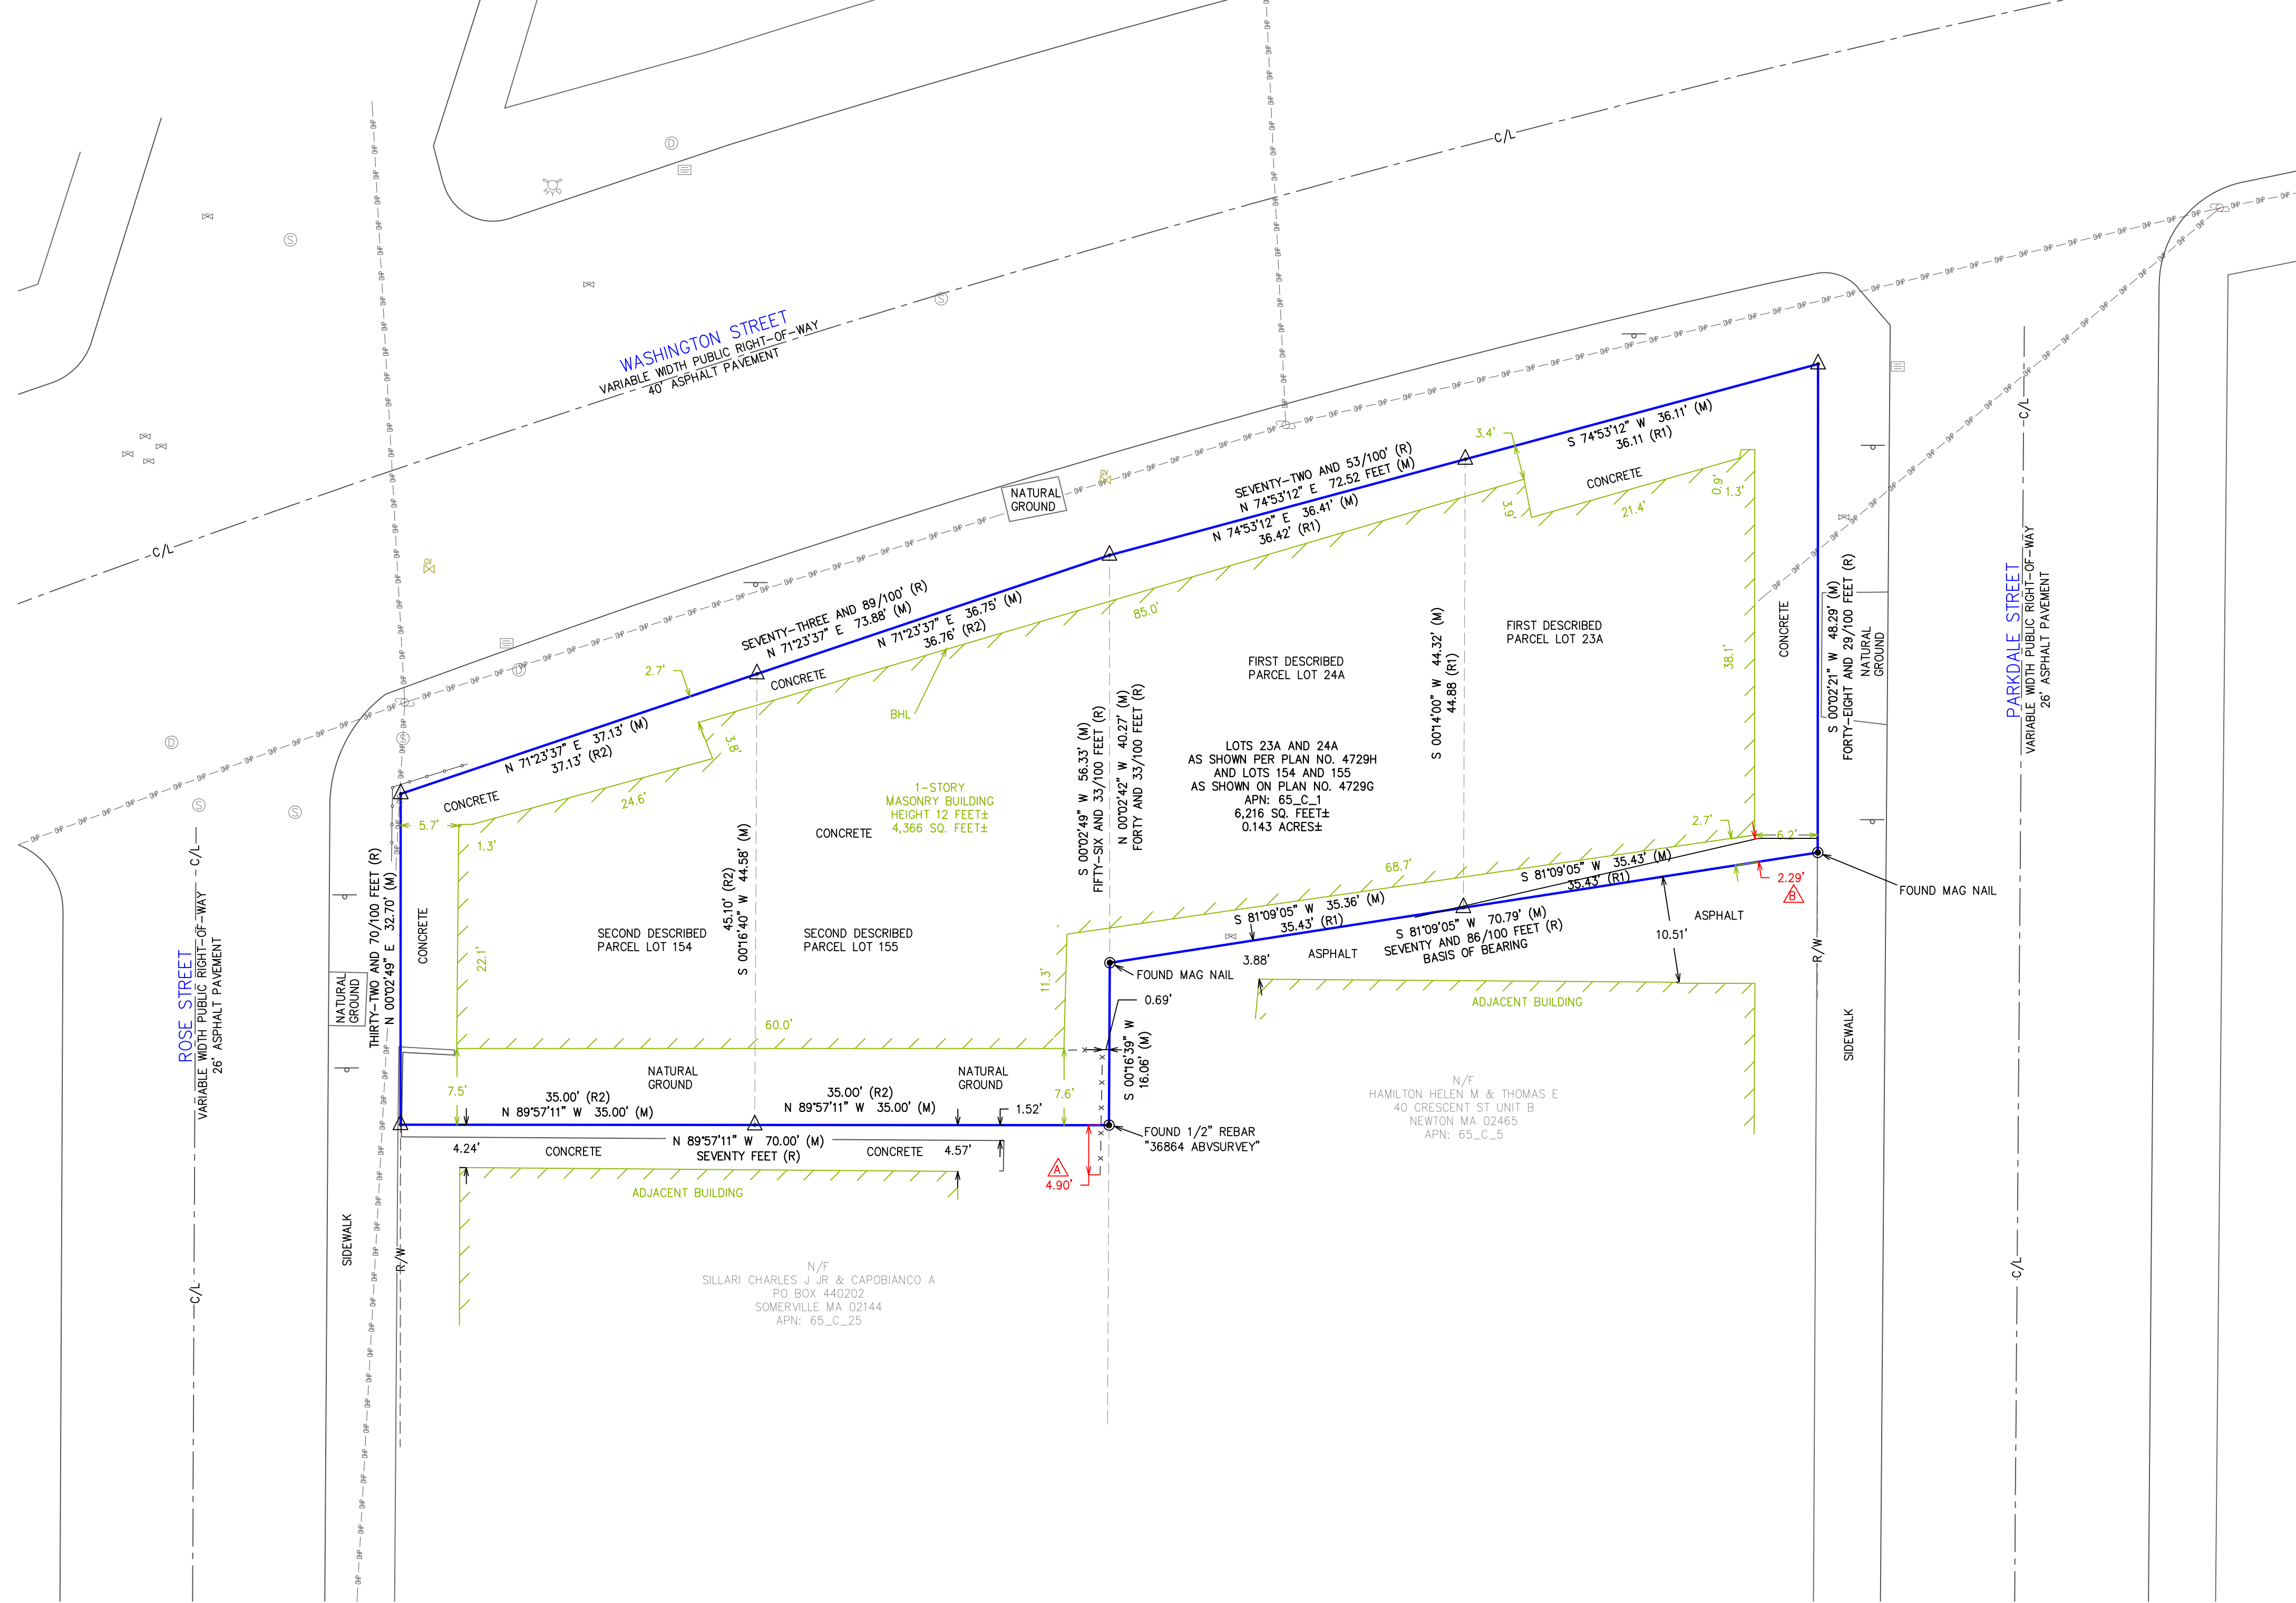 C/L
D
S
S
WASHINGTON STREET
VARIABLE WIDTH PUBLIC RIGHT-OF-WAY
40' ASPHALT PAVEMENT
C/L
C/L
3.4'
S 74°53'12" W 36.11' (M)
36.11 (R1)
CONCRETE
SEVENTY-TWO AND 53/100' (R)
N 74°53'12" E 72.52 FEET (M)
N 74°53'12" E 36.41' (M)
36.42' (R1)
NATURAL
GROUND
3.9'
21.4'
0.9'
1.3'
SEVENTY-THREE AND 89/100' (R)
N 71°23'37" E 73.88' (M)
N 71°23'37" E 36.75' (M)
36.76' (R2)
85.0'
2.7'
CONCRETE
BHL
D
S
D
S
S
N 71°23'37" E 37.13' (M)
37.13' (R2)
3.8'
CONCRETE
24.6'
5.7'
1.3'
FIRST DESCRIBED
PARCEL LOT 23A
FIRST DESCRIBED
PARCEL LOT 24A
S 00°14'00" W 44.32' (M)
44.88 (R1)
38.1'
CONCRETE
S 00°02'21" W 48.29' (M)
FORTY-EIGHT AND 29/100 FEET (R)
NATURAL
GROUND
PARKDALE STREET
VARIABLE WIDTH PUBLIC RIGHT-OF-WAY
26' ASPHALT PAVEMENT
S 00°02'49" W 56.33' (M)
FIFTY-SIX AND 33/100 FEET (R)
N 00°02'42" W 40.27' (M)
FORTY AND 33/100 FEET (R)
LOTS 23A AND 24A
AS SHOWN PER PLAN NO. 4729H
AND LOTS 154 AND 155
AS SHOWN ON PLAN NO. 4729G
APN: 65_C_1
6,216 SQ. FEET±
0.143 ACRES±
1-STORY
MASONRY BUILDING
HEIGHT 12 FEET±
4,366 SQ. FEET±
CONCRETE
2.7'
6.2'
C/L
THIRTY-TWO AND 70/100 FEET (R)
N 00°02'49" E 32.70' (M)
CONCRETE
22.1'
45.10' (R2)
S 00°16'40" W 44.58' (M)
SECOND DESCRIBED
PARCEL LOT 154
SECOND DESCRIBED
PARCEL LOT 155
68.7'
S 81°09'05" W 35.43' (M)
35.43' (R1)
S 81°09'05" W 35.36' (M)
35.43' (R1)
S 81°09'05" W 70.79' (M)
SEVENTY AND 86/100 FEET (R)
BASIS OF BEARING
2.29'
B
FOUND MAG NAIL
ASPHALT
10.51'
ASPHALT
3.88'
FOUND MAG NAIL
0.69'
11.3'
R/W
ADJACENT BUILDING
ROSE STREET
VARIABLE WIDTH PUBLIC RIGHT-OF-WAY
26' ASPHALT PAVEMENT
NATURAL
GROUND
60.0'
S 00°16'39" W
16.06' (M)
SIDEWALK
NATURAL
GROUND
NATURAL
GROUND
7.5'
7.6'
35.00' (R2)
N 89°57'11" W 35.00' (M)
35.00' (R2)
N 89°57'11" W 35.00' (M)
1.52'
N/F
HAMILTON HELEN M & THOMAS E
40 CRESCENT ST UNIT B
NEWTON MA 02465
APN: 65_C_5
FOUND 1/2" REBAR
"36864 ABVSURVEY"
4.24'
CONCRETE
N 89°57'11" W 70.00' (M)
SEVENTY FEET (R)
CONCRETE
4.57'
A
4.90'
ADJACENT BUILDING
SIDEWALK
R/W
C/L
C/L
N/F
SILLARI CHARLES J JR & CAPOBIANCO A
PO BOX 440202
SOMERVILLE MA 02144
APN: 65_C_25